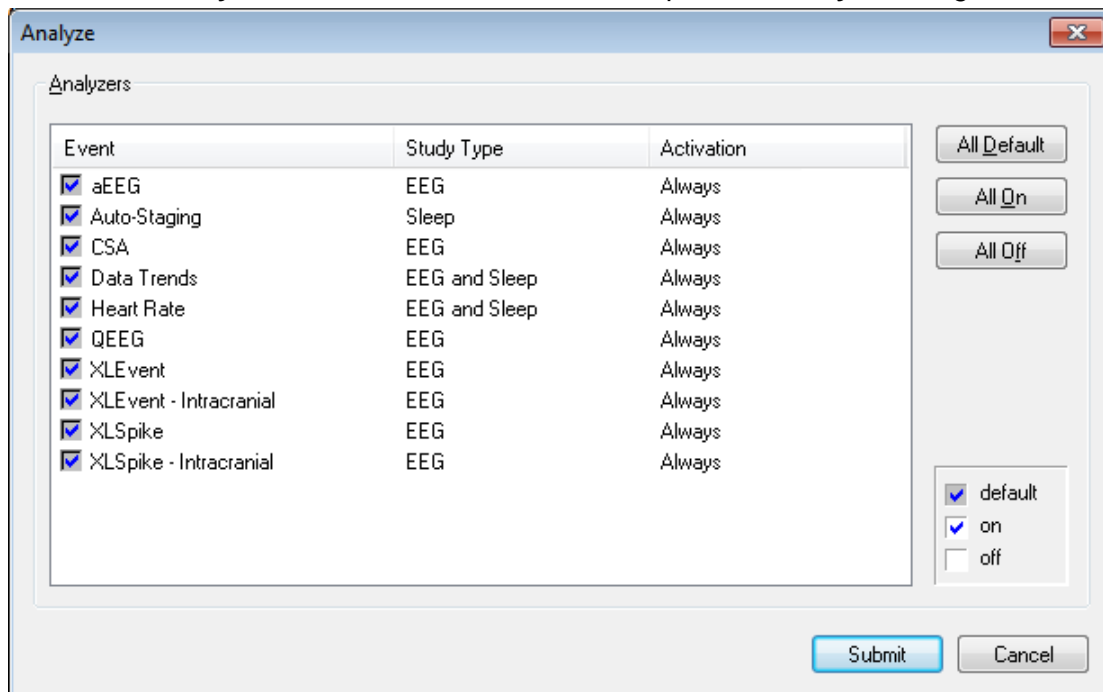 Analyze
Analyzers
Event Study Type Activation
aEEG EEG Always
Auto-Staging Sleep Always
CSA EEG Always
Data Trends EEG and Sleep Always
Heart Rate EEG and Sleep Always
QEEG EEG Always
XLEvent EEG Always
XLEvent - Intracranial EEG Always
XLSpike EEG Always
XLSpike - Intracranial EEG Always
All Default
All On
All Off
default
on
off
Submit Cancel